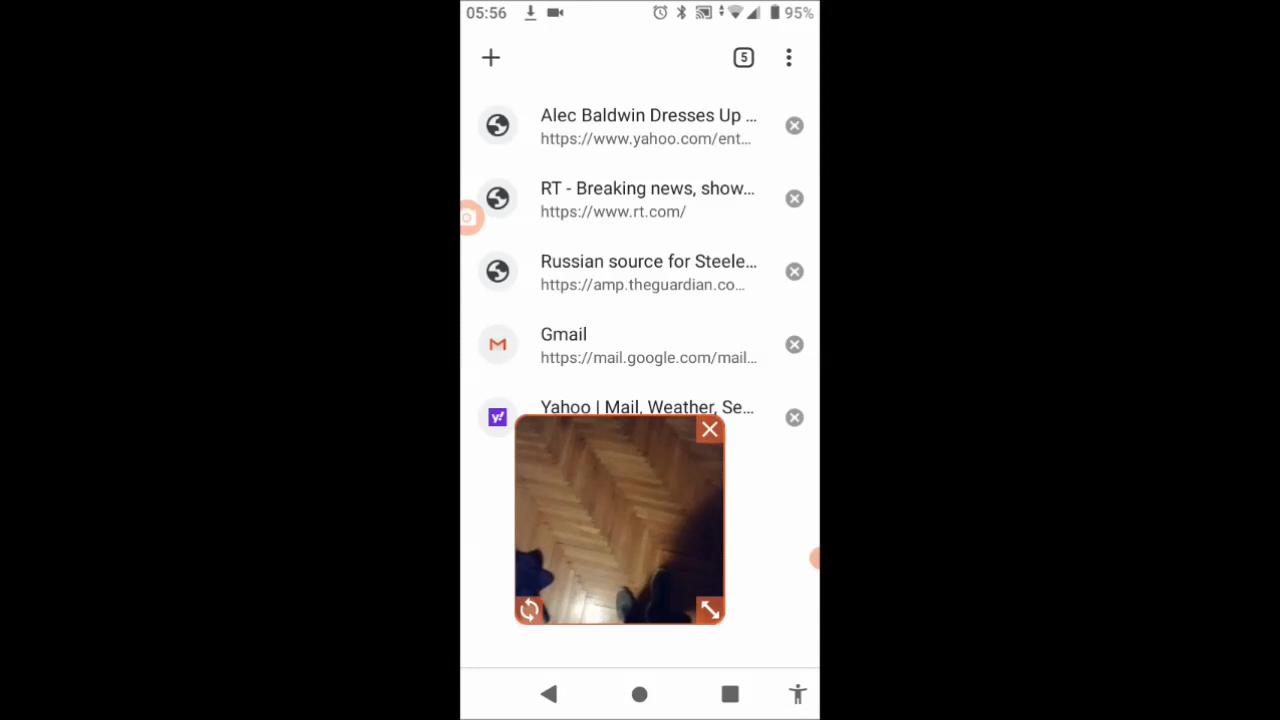 05:56 95%
5
Alec Baldwin Dresses Up ...
https://www.yahoo.com/ent...
RT - Breaking news, show...
https://www.rt.com/
Russian source for Steele...
https://amp.theguardian.co...
Gmail
https://mail.google.com/mail...
Yahoo | Mail, Weather, Se...